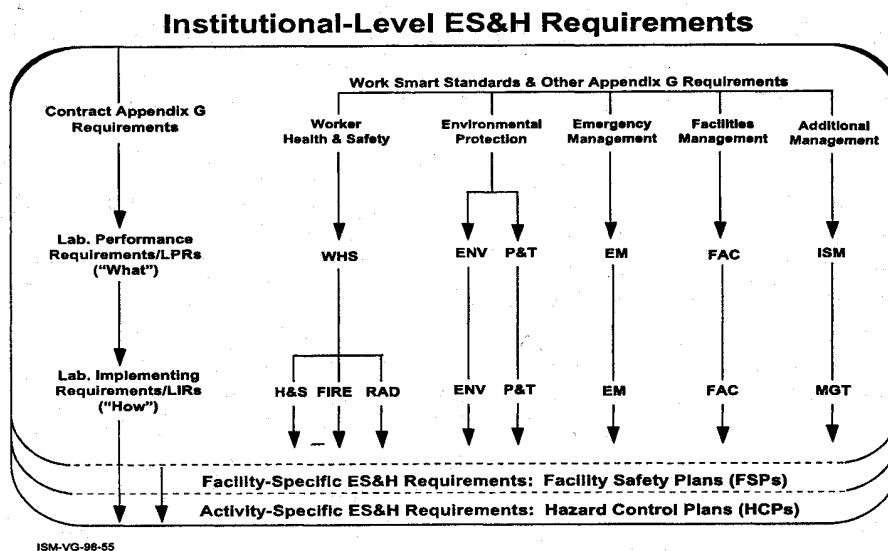 Institutional-Level ES&H Requirements
Work Smart Standards & Other Appendix G Requirements
Contract Appendix G
Requirements
Worker
Health & Safety
Environmental
Protection
Emergency
Management
Facilities
Management
Additional
Management
Lab. Performance
Requirements/LPRs
("What")
WHS
ENV
P&T
EM
FAC
ISM
Lab. Implementing
Requirements/LIRs
("How")
H&S
FIRE
RAD
ENV
P&T
EM
FAC
MGT
Facility-Specific ES&H Requirements: Facility Safety Plans (FSPs)
Activity-Specific ES&H Requirements: Hazard Control Plans (HCPs)
ISM-VG-98-55